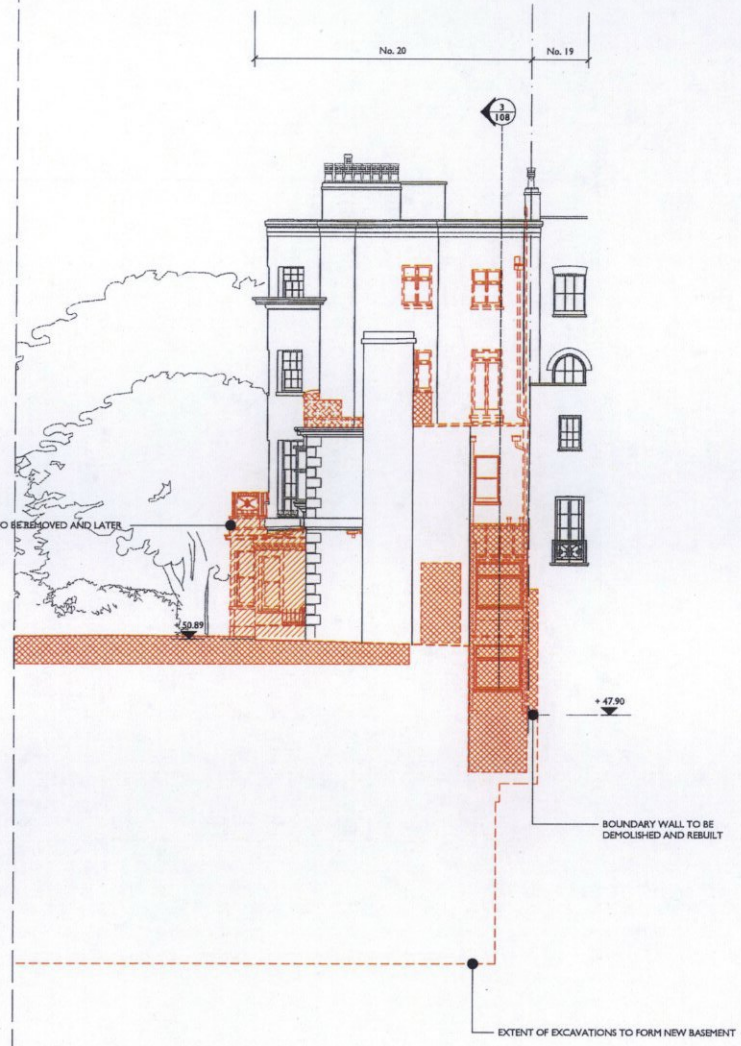 No. 20
No. 19
3
108
O BE REMOVED AND LATER
50.89
+ 47.90
BOUNDARY WALL TO BE
DEMOLISHED AND REBUILT
EXTENT OF EXCAVATIONS TO FORM NEW BASEMENT